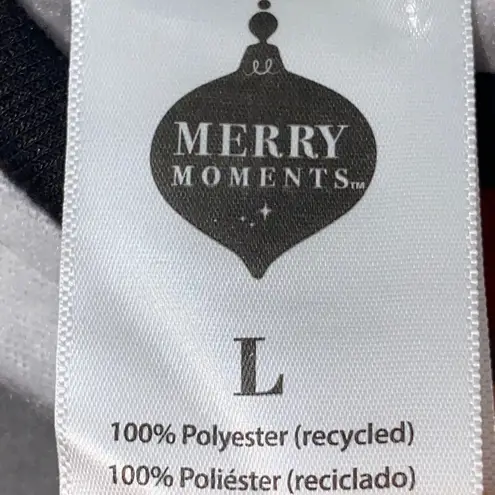 MERRY
MOMENTS™
L
100% Polyester (recycled)
100% Poliéster (reciclado)